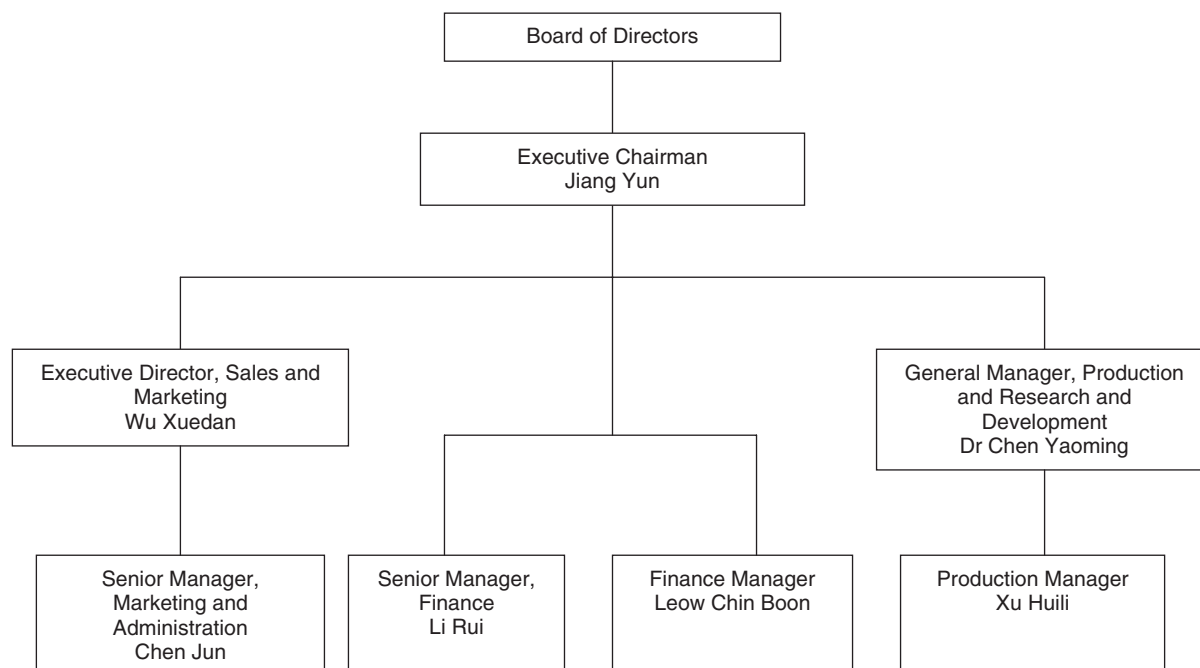 Board of Directors
Executive Chairman
Jiang Yun
Executive Director, Sales and
Marketing
Wu Xuedan
General Manager, Production
and Research and
Development
Dr Chen Yaoming
Senior Manager,
Marketing and
Administration
Chen Jun
Senior Manager,
Finance
Li Rui
Finance Manager
Leow Chin Boon
Production Manager
Xu Huili